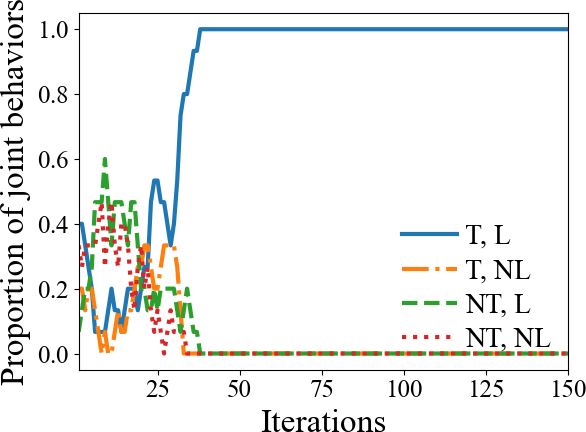 Proportion of joint behaviors
1.0
0.8
0.6
0.4
0.2
0.0
T, L
T, NL
NT, L
NT, NL
25 50 75 100 125 150
Iterations